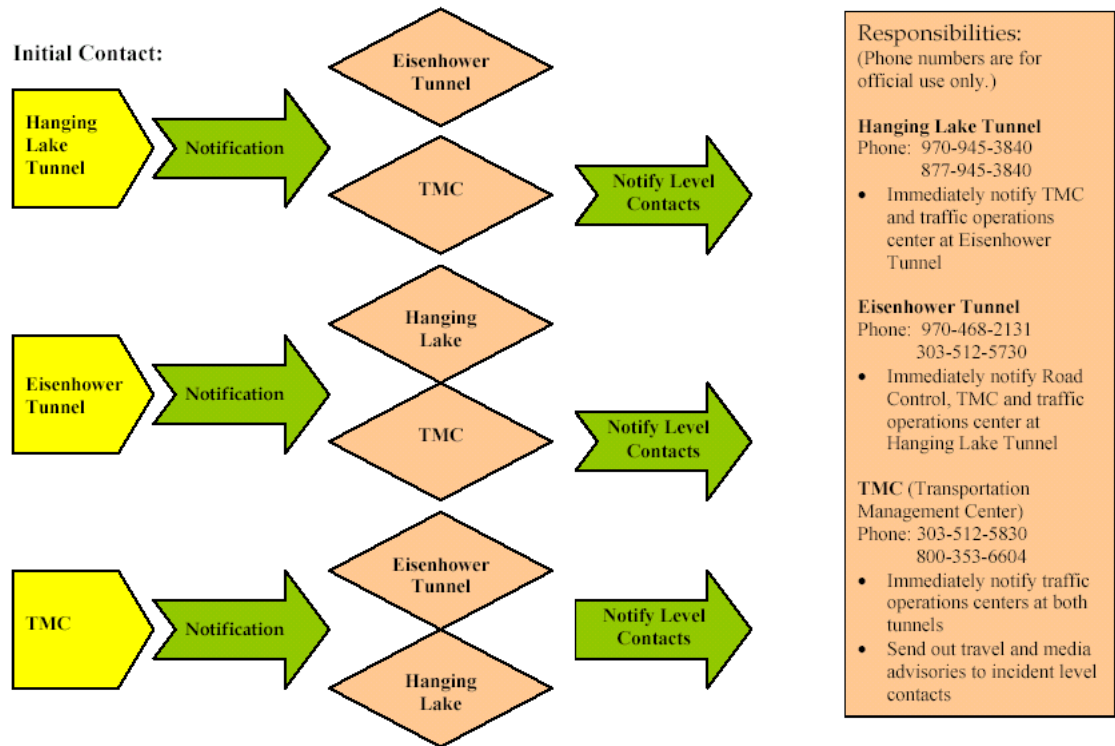 Initial Contact:
Hanging
Lake
Tunnel
Notification
Eisenhower
Tunnel
TMC
Notify Level
Contacts
Eisenhower
Tunnel
Notification
Hanging
Lake
TMC
Notify Level
Contacts
TMC
Notification
Eisenhower
Tunnel
Hanging
Lake
Notify Level
Contacts
Responsibilities:
(Phone numbers are for
official use only.)
Hanging Lake Tunnel
Phone: 970-945-3840
877-945-3840
• Immediately notify TMC
and traffic operations
center at Eisenhower
Tunnel
Eisenhower Tunnel
Phone: 970-468-2131
303-512-5730
• Immediately notify Road
Control, TMC and traffic
operations center at
Hanging Lake Tunnel
TMC (Transportation
Management Center)
Phone: 303-512-5830
800-353-6604
• Immediately notify traffic
operations centers at both
tunnels
• Send out travel and media
advisories to incident level
contacts